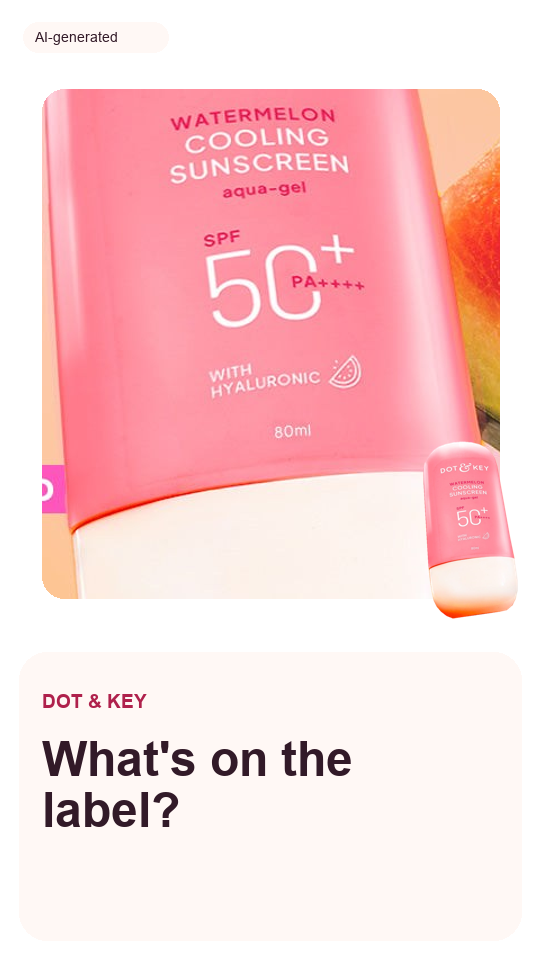 AI-generated
WATERMELON
COOLING
SUNSCREEN
aqua-gel
SPF
50+
PA++++
WITH
HYALURONIC
80ml
DOT & KEY
WATERMELON
COOLING
SUNSCREEN
50+
DOT & KEY
What's on the
label?